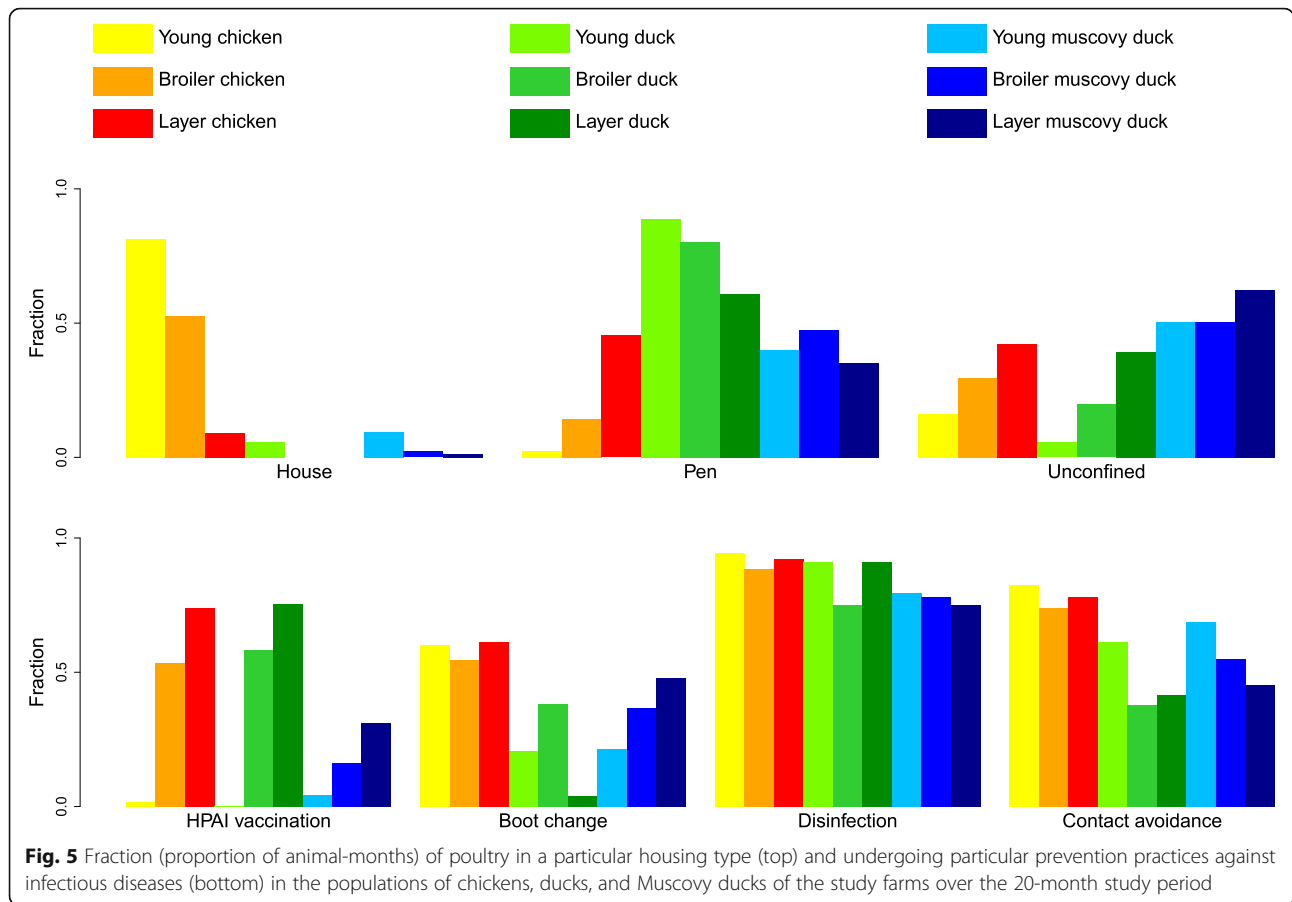 Young chicken
Broiler chicken
Layer chicken
Young duck
Broiler duck
Layer duck
Young muscovy duck
Broiler muscovy duck
Layer muscovy duck
Fraction
1.0
0.5
0.0
House
Pen
Unconfined
Fraction
1.0
0.5
0.0
HPAI vaccination
Boot change
Disinfection
Contact avoidance
Fig. 5 Fraction (proportion of animal-months) of poultry in a particular housing type (top) and undergoing particular prevention practices against
infectious diseases (bottom) in the populations of chickens, ducks, and Muscovy ducks of the study farms over the 20-month study period